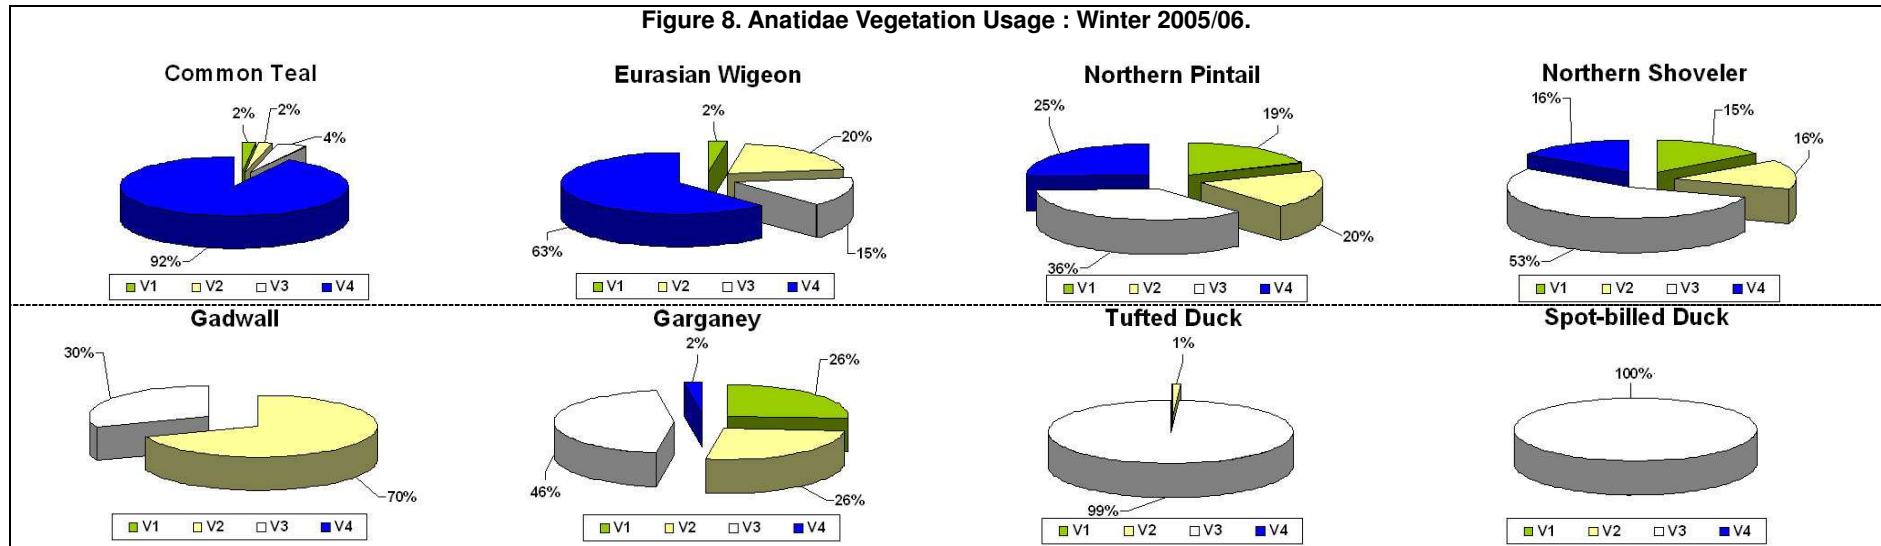 Figure 8. Anatidae Vegetation Usage : Winter 2005/06.
Common Teal
2%
2%
4%
92%
V1 V2 V3 V4
Eurasian Wigeon
2%
20%
15%
63%
V1 V2 V3 V4
Northern Pintail
25%
19%
20%
36%
V1 V2 V3 V4
Northern Shoveler
16%
15%
16%
53%
V1 V2 V3 V4
Gadwall
30%
70%
V1 V2 V3 V4
Garganey
2%
26%
46%
26%
V1 V2 V3 V4
Tufted Duck
1%
99%
V1 V2 V3 V4
Spot-billed Duck
100%
V1 V2 V3 V4